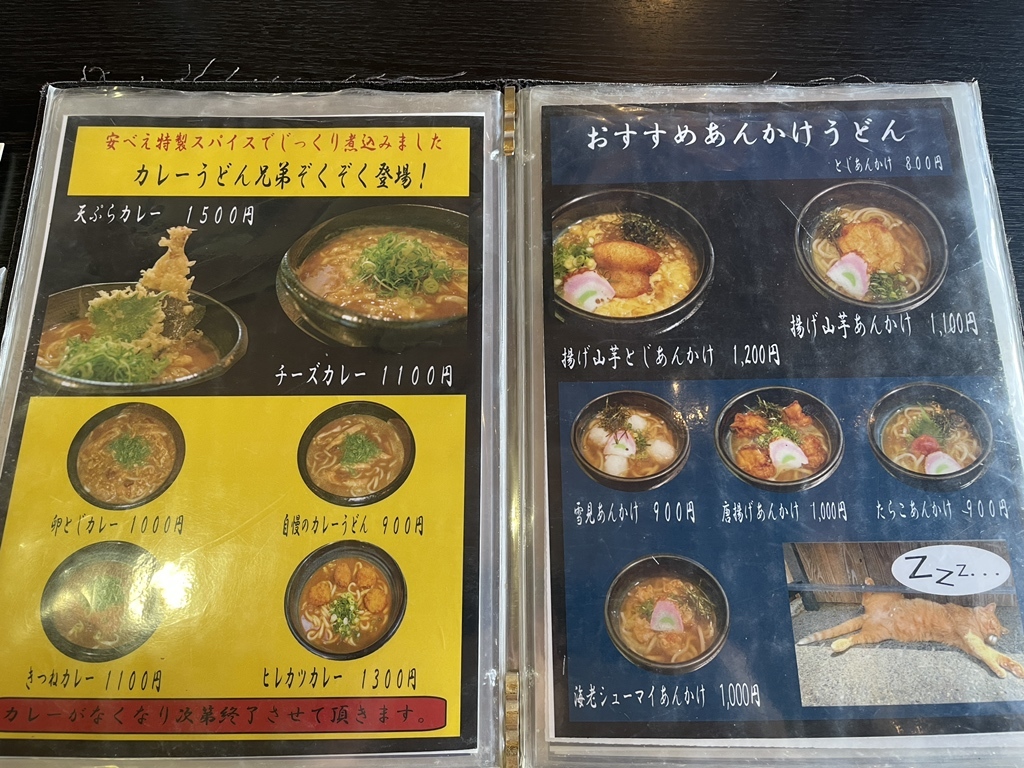 安べえ特製スパイスでじっくり煮込みました
カレーうどん兄弟ぞくぞく登場！
天ぷらカレー　1500円
チーズカレー 1100円
卵とじカレー 1000円
自慢のカレーうどん 900円
きつねカレー 1100円
ヒレカツカレー　1300円
カレーがなくなり次第終了させて頂きます。
おすすめあんかけうどん
とじあんかけ　800円
揚げ山芋あんかけ　1,100円
揚げ山芋とじあんかけ　1,200円
雪見あんかけ　900円
唐揚げあんかけ　1,000円
たらこあんかけ　900円
ZZZ...
海老シューマイあんかけ　1,000円